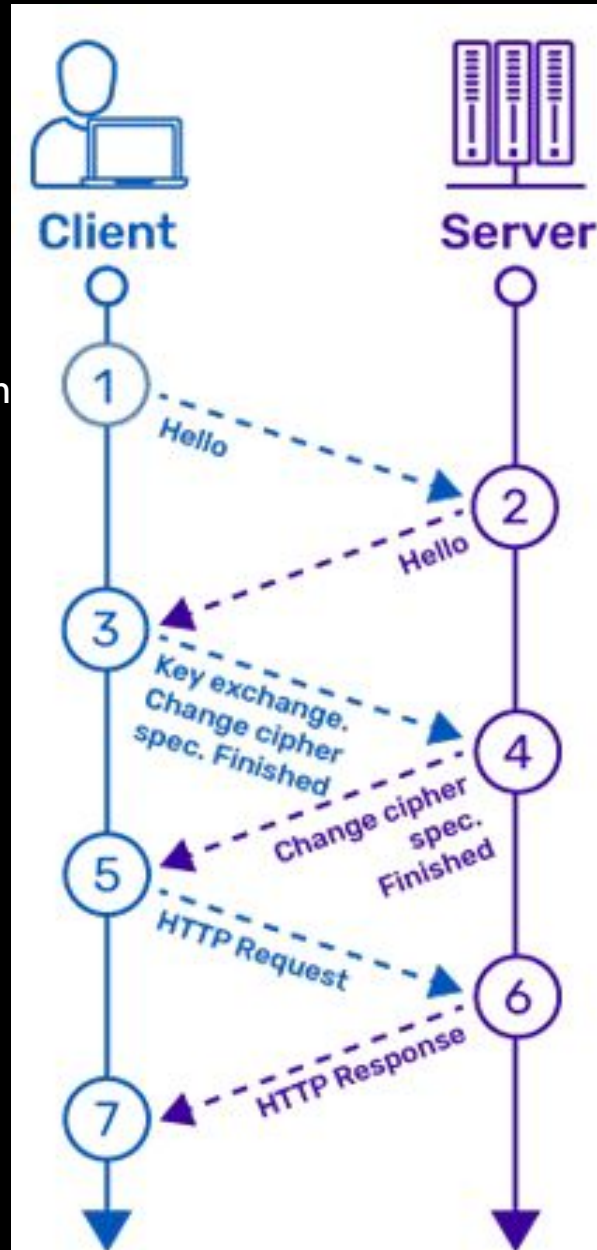 Client
Server
1
n
Hello
2
Hello
3
Key exchange.
Change cipher
spec. Finished
4
Change cipher
spec.
Finished
5
HTTP Request
6
HTTP Response
7